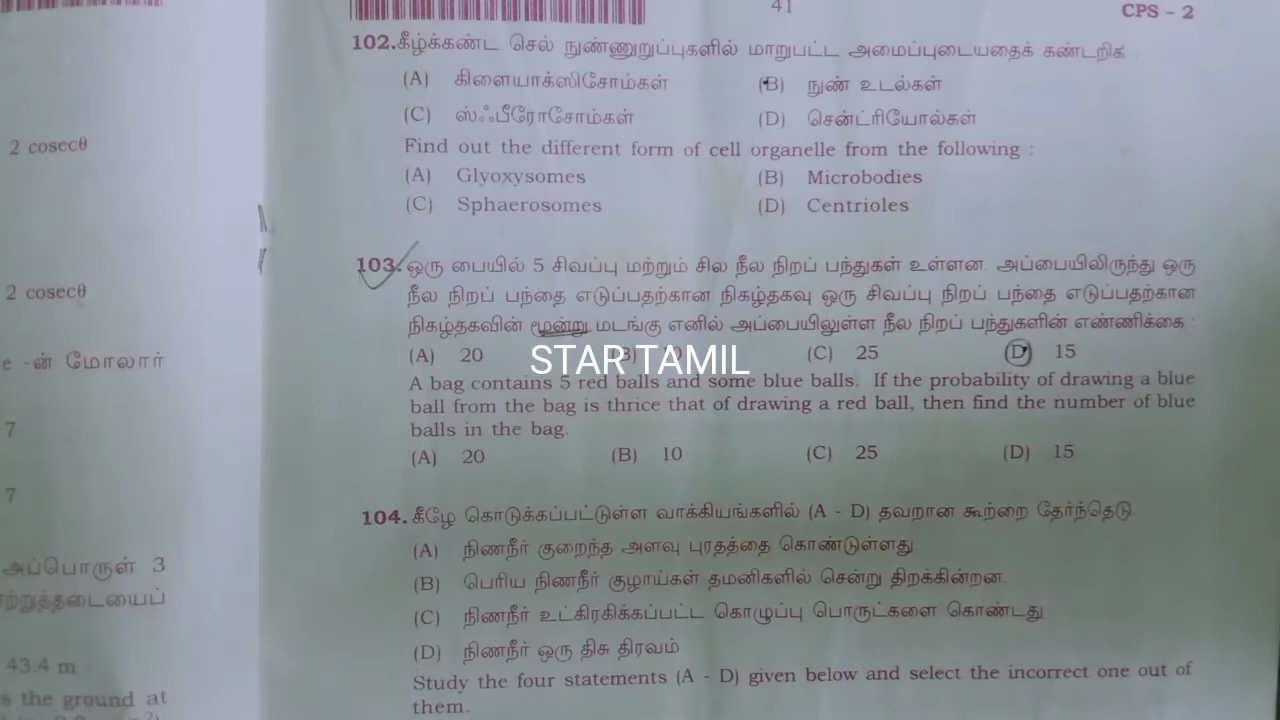 41
CPS - 2
2 cosecθ
2 cosecθ
e -ன் மோலார்
7
7
அப்பொருள் 3
43.4 m
s the ground at
102.கீழ்க்கண்ட செல் நுண்ணுறுப்புகளில் மாறுபட்ட அமைப்புடையதைக் கண்டறிக
(A) கிளையாக்ஸிசோம்கள் (B) நுண் உடல்கள்
(C) ஸ்ஃபீரோசோம்கள் (D) சென்ட்ரியோல்கள்
Find out the different form of cell organelle from the following :
(A) Glyoxysomes (B) Microbodies
(C) Sphaerosomes (D) Centrioles
103. ஒரு பையில் 5 சிவப்பு மற்றும் சில நீல நிறப் பந்துகள் உள்ளன. அப்பையிலிருந்து ஒரு
நீல நிறப் பந்தை எடுப்பதற்கான நிகழ்தகவு ஒரு சிவப்பு நிறப் பந்தை எடுப்பதற்கான
நிகழ்தகவின் மூன்று மடங்கு எனில் அப்பையிலுள்ள நீல நிறப் பந்துகளின் எண்ணிக்கை :
(A) 20 (B) 10 (C) 25 (D) 15
STAR TAMIL
A bag contains 5 red balls and some blue balls. If the probability of drawing a blue
ball from the bag is thrice that of drawing a red ball, then find the number of blue
balls in the bag.
(A) 20 (B) 10 (C) 25 (D) 15
104. கீழே கொடுக்கப்பட்டுள்ள வாக்கியங்களில் (A - D) தவறான கூற்றை தேர்ந்தெடு.
(A) நிணநீர் குறைந்த அளவு புரதத்தை கொண்டுள்ளது.
(B) பெரிய நிணநீர் குழாய்கள் தமனிகளில் சென்று திறக்கின்றன.
(C) நிணநீர் உட்கிரகிக்கப்பட்ட கொழுப்பு பொருட்களை கொண்டது
(D) நிணநீர் ஒரு திசு திரவம்
Study the four statements (A - D) given below and select the incorrect one out of
them.